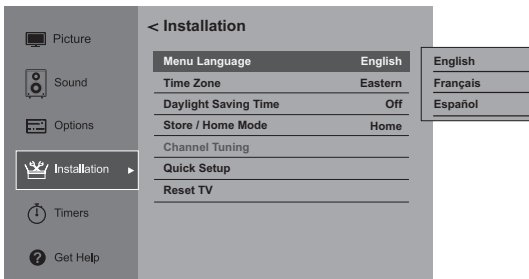 Picture
Sound
Options
Installation
Timers
Get Help
< Installation
Menu Language English
Time Zone Eastern
Daylight Saving Time Off
Store / Home Mode Home
Channel Tuning
Quick Setup
Reset TV
English
Français
Español